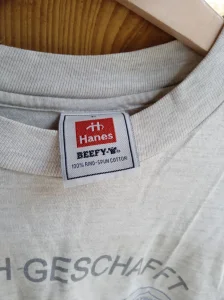 Hanes
BEEFY-T
100% RING-SPUN COTTON
H GESCHAFFT